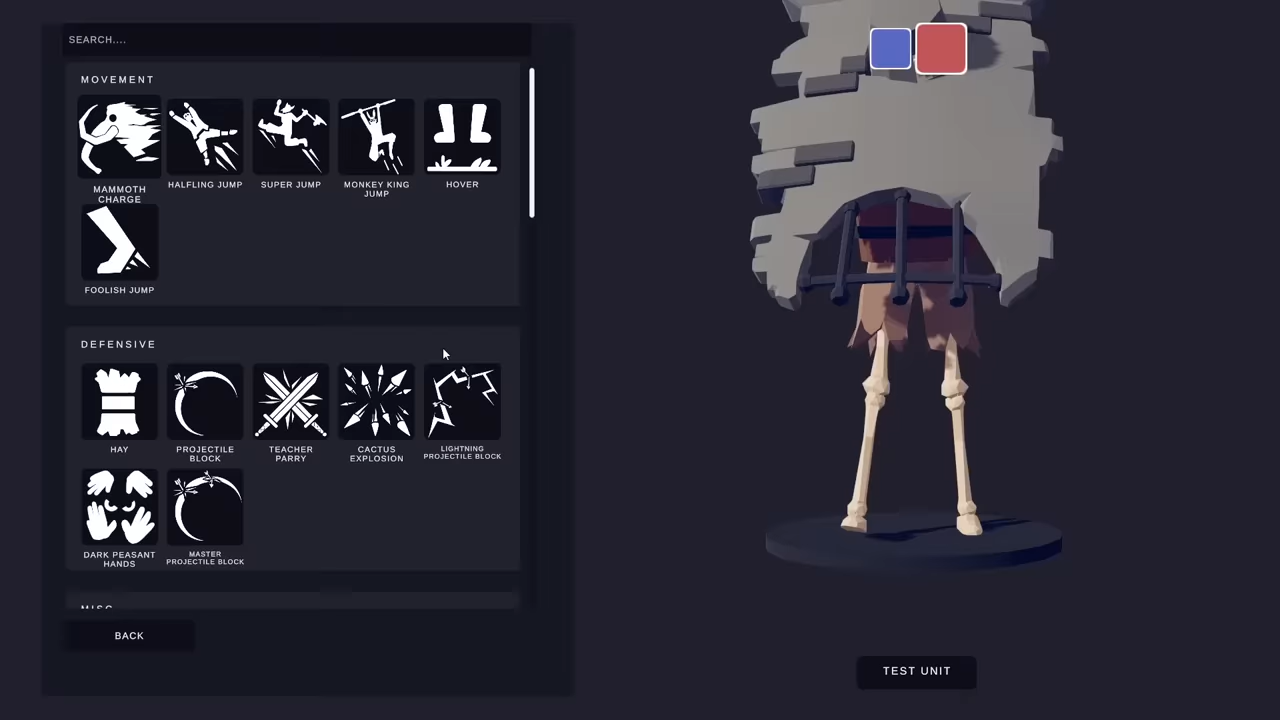 SEARCH....
MOVEMENT
MAMMOTH
CHARGE
HALFLING JUMP
SUPER JUMP
MONKEY KING
JUMP
HOVER
FOOLISH JUMP
DEFENSIVE
HAY
PROJECTILE
BLOCK
TEACHER
PARRY
CACTUS
EXPLOSION
LIGHTNING
PROJECTILE BLOCK
DARK PEASANT
HANDS
MASTER
PROJECTILE BLOCK
MISC
BACK
TEST UNIT